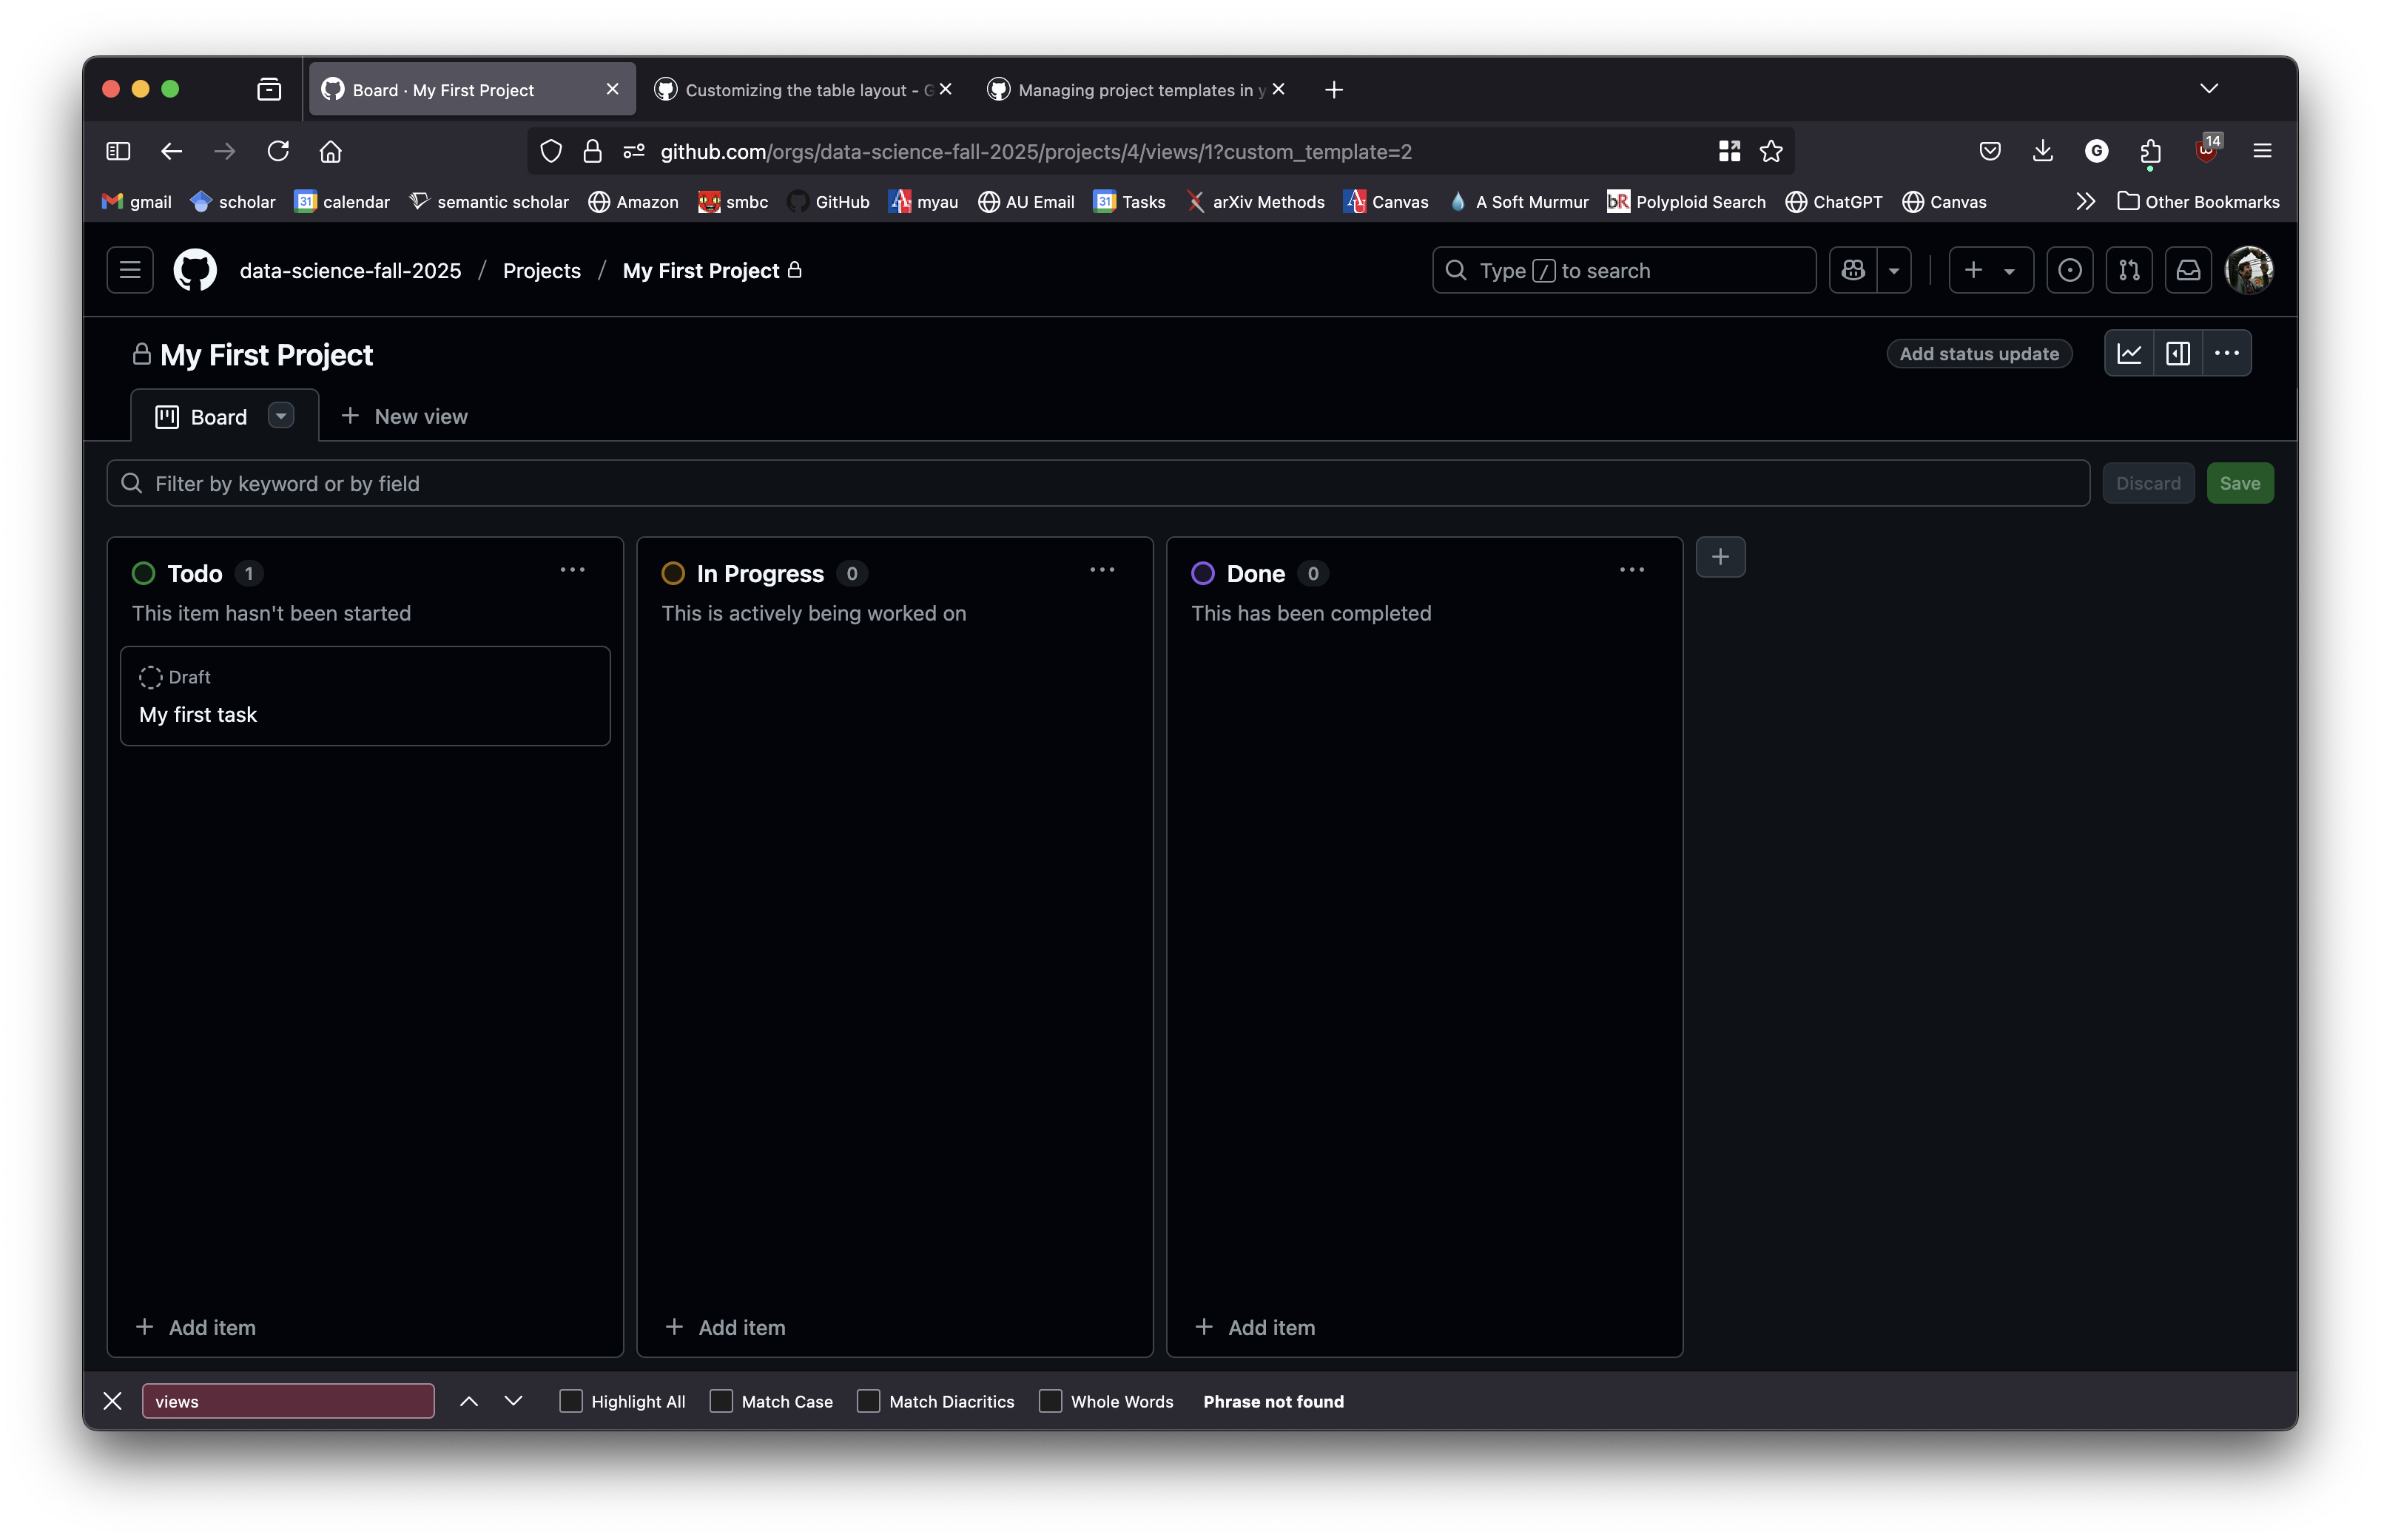 Board · My First Project
Customizing the table layout - G
Managing project templates in y
github.com/orgs/data-science-fall-2025/projects/4/views/1?custom_template=2
14
gmail
scholar
31
calendar
semantic scholar
Amazon
smbc
GitHub
myau
AU Email
31
Tasks
arXiv Methods
Canvas
A Soft Murmur
bR
Polyploid Search
ChatGPT
Canvas
Other Bookmarks
data-science-fall-2025 / Projects / My First Project
Type / to search
My First Project
Add status update
Board
New view
Filter by keyword or by field
Discard
Save
Todo 1
This item hasn't been started
Draft
My first task
Add item
In Progress 0
This is actively being worked on
Add item
Done 0
This has been completed
Add item
views
Highlight All
Match Case
Match Diacritics
Whole Words
Phrase not found